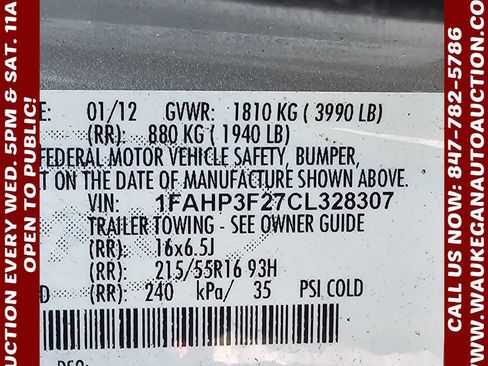 E: 01/12 GVWR: 1810 KG ( 3990 LB)
(RR): 880 KG ( 1940 LB)
FEDERAL MOTOR VEHICLE SAFETY, BUMPER,
T ON THE DATE OF MANUFACTURE SHOWN ABOVE.
VIN: 1FAHP3F27CL328307
TRAILER TOWING - SEE OWNER GUIDE
(RR): 16x6.5J
(RR): 215/55R16 93H
D (RR): 240 kPa/ 35 PSI COLD
UCTION EVERY WED. 5PM & SAT. 11A
OPEN TO PUBLIC!
CALL US NOW: 847-782-5786
WWW.WAUKEGANAUTOAUCTION.COM